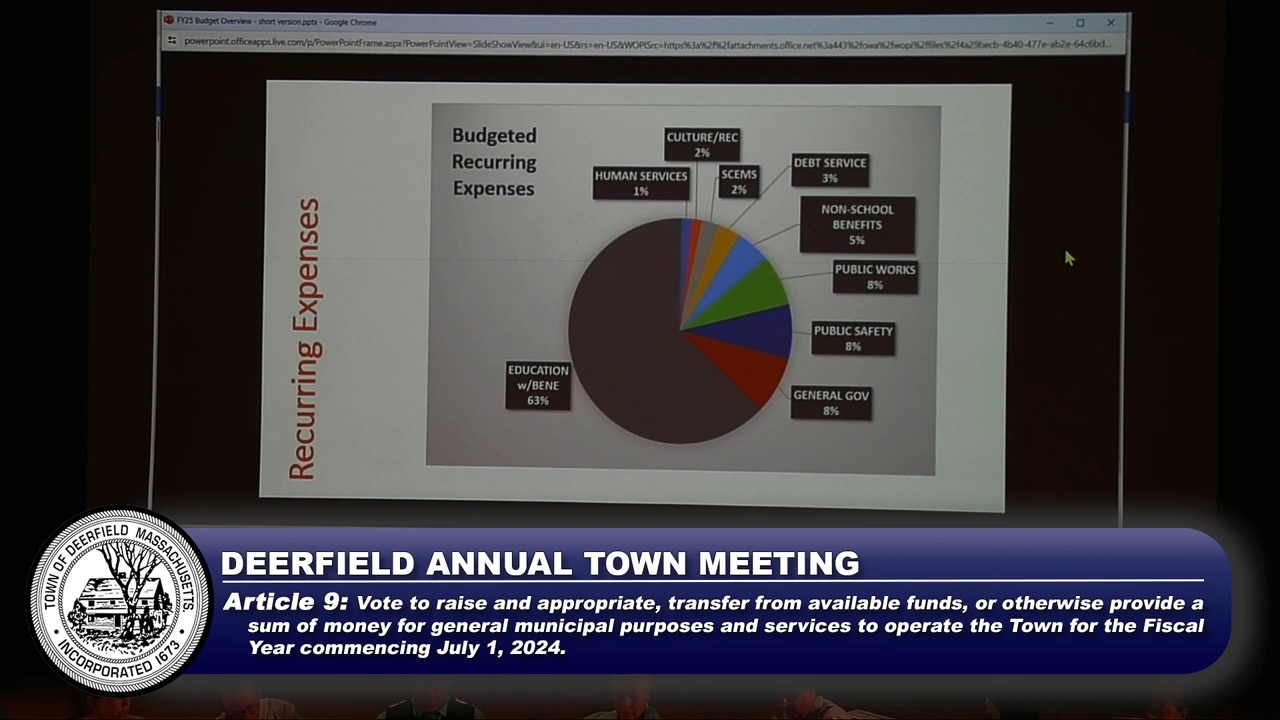 FY25 Budget Overview - short version.pptx - Google Chrome
powerpoint.officeapps.live.com/p/PowerPointFrame.aspx?PowerPointView=SlideShowView&ui=en-US&rs=en-US&WOPISrc=https%3a%2f%2fattachments.office.net%3a443%2fowa%2fwopi%2ffiles%2f4a29becb-4b40-477e-ab2e-64c6bd...
Recurring Expenses
Budgeted
Recurring
Expenses
CULTURE/REC
2%
HUMAN SERVICES
1%
SCEMS
2%
DEBT SERVICE
3%
NON-SCHOOL
BENEFITS
5%
PUBLIC WORKS
8%
PUBLIC SAFETY
8%
GENERAL GOV
8%
EDUCATION
w/BENE
63%
TOWN OF DEERFIELD MASSACHUSETTS.
INCORPORATED 1673
DEERFIELD ANNUAL TOWN MEETING
Article 9: Vote to raise and appropriate, transfer from available funds, or otherwise provide a
sum of money for general municipal purposes and services to operate the Town for the Fiscal
Year commencing July 1, 2024.